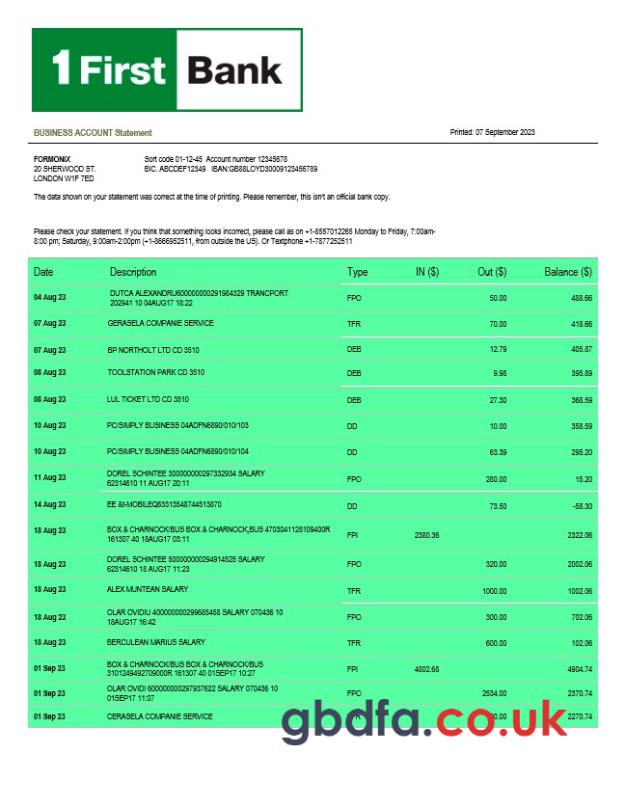 1 First Bank
BUSINESS ACCOUNT Statement Printed: 07 September 2023
FORMONIX Sort code 01-12-45 Account number 12345678
20 SHERWOOD ST. BIC. ABCDEF12349 IBAN:GB88LOYD30009123456789
LONDON W1F 7ED
The data shown on your statement was correct at the time of printing. Please remember, this isn't an official bank copy.
Please check your statement. If you think that something looks incorrect, please call as on +1-8557012265 Monday to Friday, 7:00am-
8:00 pm; Saturday, 9:00am-2:00pm (+1-8666952511, from outside the US). Or Textphone +1-7877252511
Date Description Type IN ($) Out ($) Balance ($)
04 Aug 23 DUTCA ALEXANDRU600000000291984329 TRANCPORT FPO 50.00 488.66
202941 10 04AUG17 18:22
07 Aug 23 GERASELA COMPANIE SERVICE TFR 70.00 418.66
07 Aug 23 BP NORTHOLT LTD CD 3510 DEB 12.79 405.87
08 Aug 23 TOOLSTATION PARK CD 3510 DEB 9.98 395.89
08 Aug 23 LUL TICKET LTD CD 3510 DEB 27.30 368.59
10 Aug 23 PC/SIMPLY BUSINESS 04ADFN6890/010/103 DD 10.00 358.59
10 Aug 23 PC/SIMPLY BUSINESS 04ADFN6890/010/104 DD 63.39 295.20
11 Aug 23 DOREL SCHINTEE 300000000297332934 SALARY FPO 280.00 15.20
62314610 11 AUG17 20:11
14 Aug 23 EE &t-MOBILEQ63313548744513870 DD 73.50 -58.30
18 Aug 23 BOX & CHARNOCK/BUS BOX & CHARNOCK,BUS 4703041128109400R FPI 2380.36 2322.06
161307 40 18AUG17 03:11
18 Aug 23 DOREL SCHINTEE 500000000294914525 SALARY FPO 320.00 2002.06
62314610 18 AUG17 11:23
18 Aug 23 ALEX MUNTEAN SALARY TFR 1000.00 1002.06
18 Aug 23 OLAR OVIDIU 400000000299685458 SALARY 070436 10 FPO 300.00 702.06
18AUG17 16:42
18 Aug 23 BERCULEAN MARIUS SALARY TFR 600.00 102.06
01 Sep 23 BOX & CHARNOCK/BUS BOX & CHARNOCK/BUS FPI 4802.68 4904.74
3101249492709000R 161307 40 01SEP17 10:27
01 Sep 23 OLAR OVIDI 600000000297937622 SALARY 070436 10 FPO 2534.00 2370.74
01SEP17 11:07
01 Sep 23 CERASELA COMPANIE SERVICE 2270.74
gbdfa.co.uk